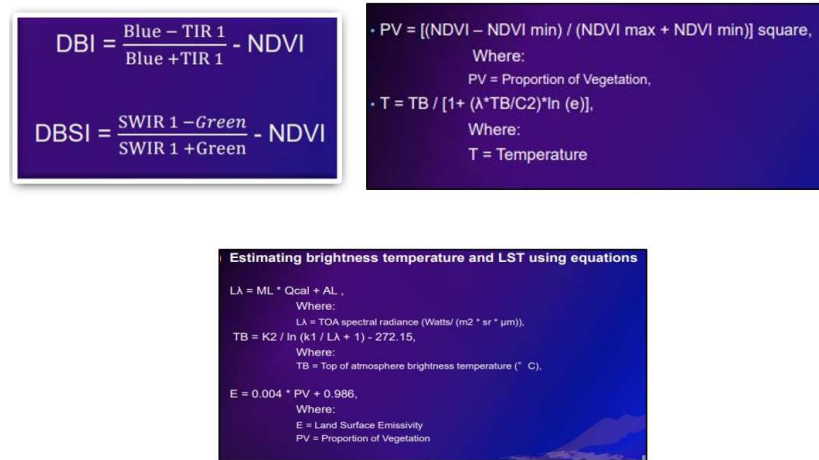 DBI = Blue – TIR 1 / Blue +TIR 1 - NDVI
DBSI = SWIR 1 –Green / SWIR 1 +Green - NDVI
• PV = [(NDVI – NDVI min) / (NDVI max + NDVI min)] square,
Where:
PV = Proportion of Vegetation,
• T = TB / [1+ (λ*TB/C2)*ln (e)],
Where:
T = Temperature
Estimating brightness temperature and LST using equations
Lλ = ML * Qcal + AL ,
Where:
Lλ = TOA spectral radiance (Watts/ (m2 * sr * μm)),
TB = K2 / ln (k1 / Lλ + 1) - 272.15,
Where:
TB = Top of atmosphere brightness temperature (° C),
E = 0.004 * PV + 0.986,
Where:
E = Land Surface Emissivity
PV = Proportion of Vegetation